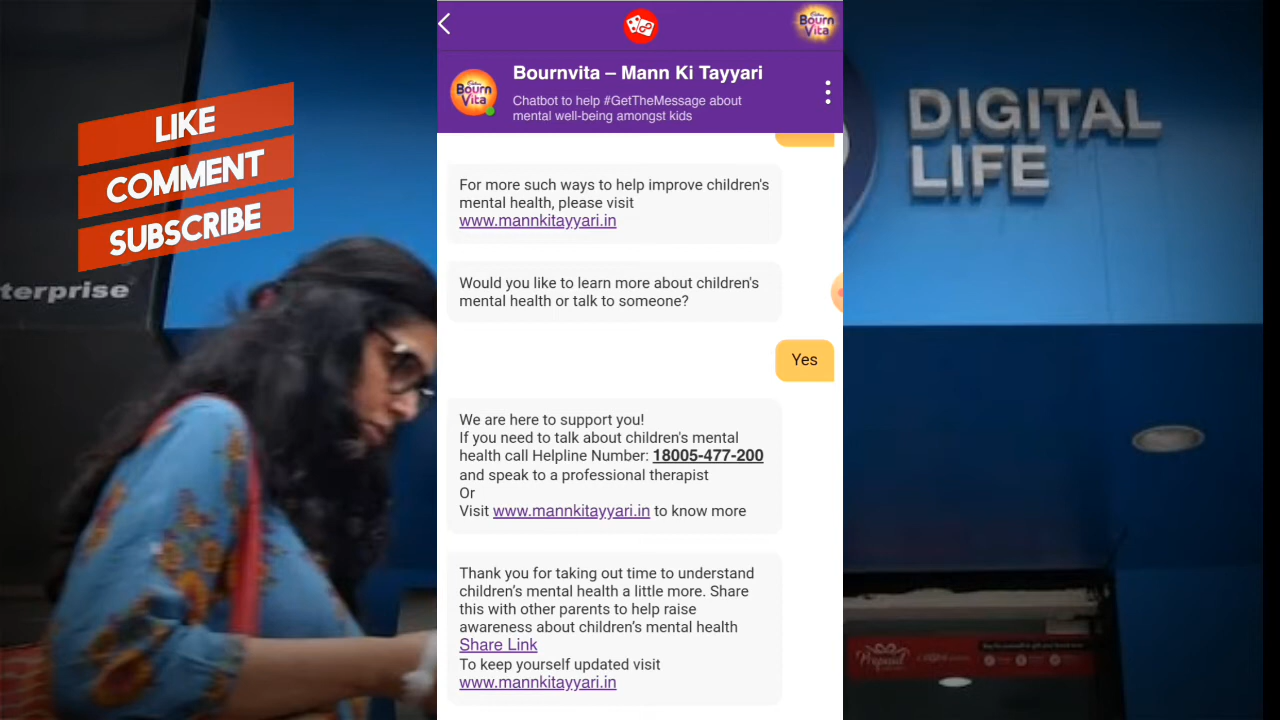 LIKE
COMMENT
SUBSCRIBE
terprise
Bourn
Vita
Bourn
Vita
Bournvita – Mann Ki Tayyari
Chatbot to help #GetTheMessage about
mental well-being amongst kids
For more such ways to help improve children's
mental health, please visit
www.mannkitayyari.in
Would you like to learn more about children's
mental health or talk to someone?
Yes
We are here to support you!
If you need to talk about children's mental
health call Helpline Number: 18005-477-200
and speak to a professional therapist
Or
Visit www.mannkitayyari.in to know more
Thank you for taking out time to understand
children’s mental health a little more. Share
this with other parents to help raise
awareness about children’s mental health
Share Link
To keep yourself updated visit
www.mannkitayyari.in
DIGITAL
LIFE
Prepaid